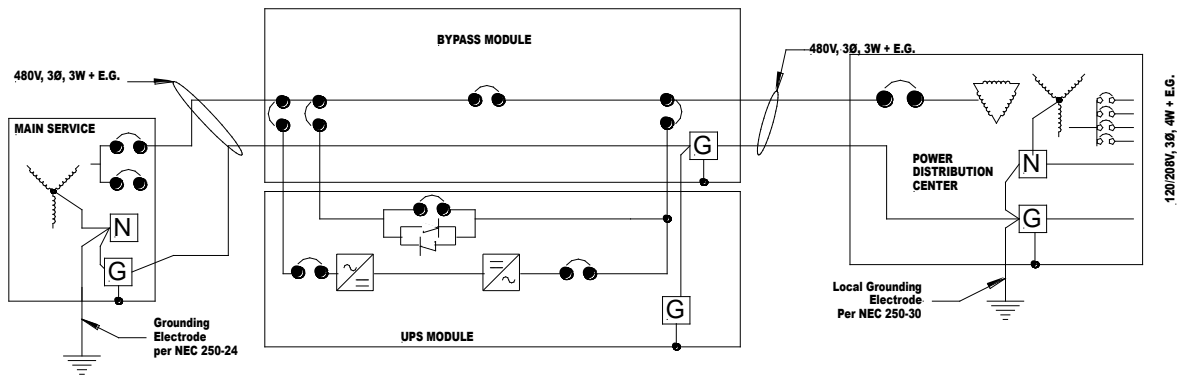 BYPASS MODULE
480V, 3Ø, 3W + E.G.
480V, 3Ø, 3W + E.G.
MAIN SERVICE
N
G
Grounding
Electrode
per NEC 250-24
G
G
UPS MODULE
POWER
DISTRIBUTION
CENTER
N
G
Local Grounding
Electrode
Per NEC 250-30
120/208V, 3Ø, 4W + E.G.